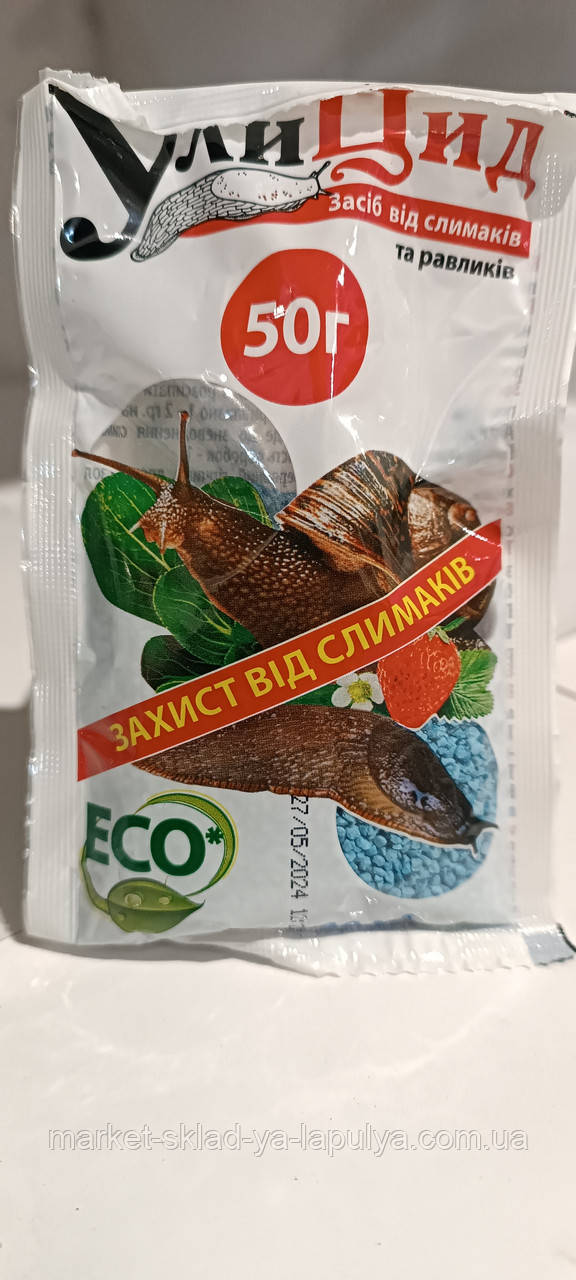 УлиЦид
Засіб від слимаків
та равликів
50г
ЗАХИСТ ВІД СЛИМАКІВ
ECO*
27/05/2024
market-sklad-ya-lapulya.com.ua